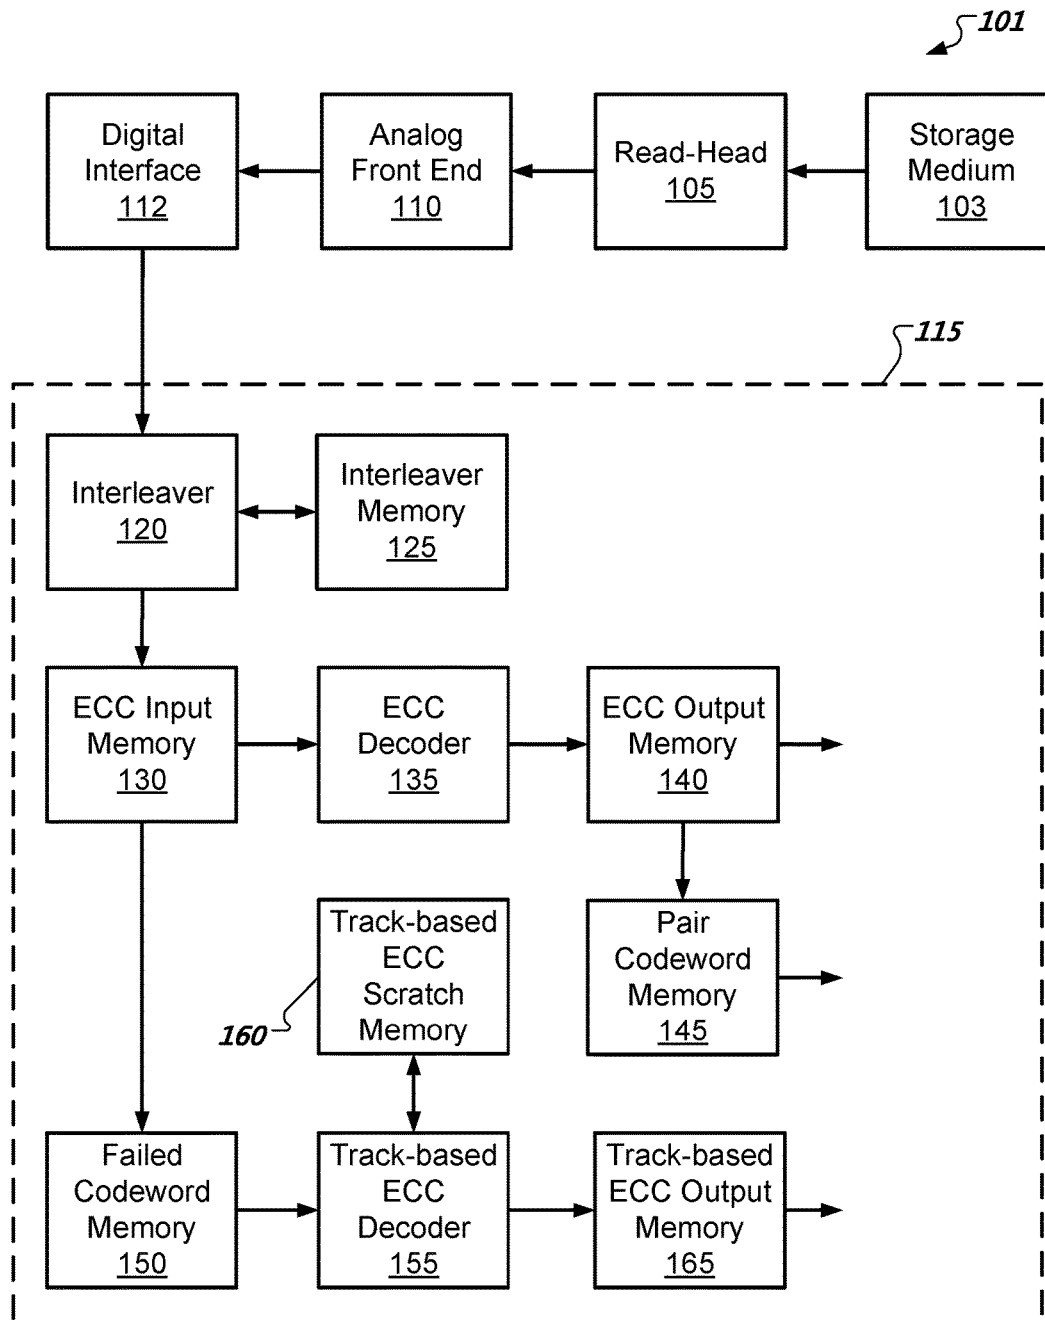 101
Digital
Interface
112
Analog
Front End
110
Read-Head
105
Storage
Medium
103
115
Interleaver
120
Interleaver
Memory
125
ECC Input
Memory
130
ECC
Decoder
135
ECC Output
Memory
140
Track-based
ECC
Scratch
Memory
160
Pair
Codeword
Memory
145
Failed
Codeword
Memory
150
Track-based
ECC
Decoder
155
Track-based
ECC Output
Memory
165